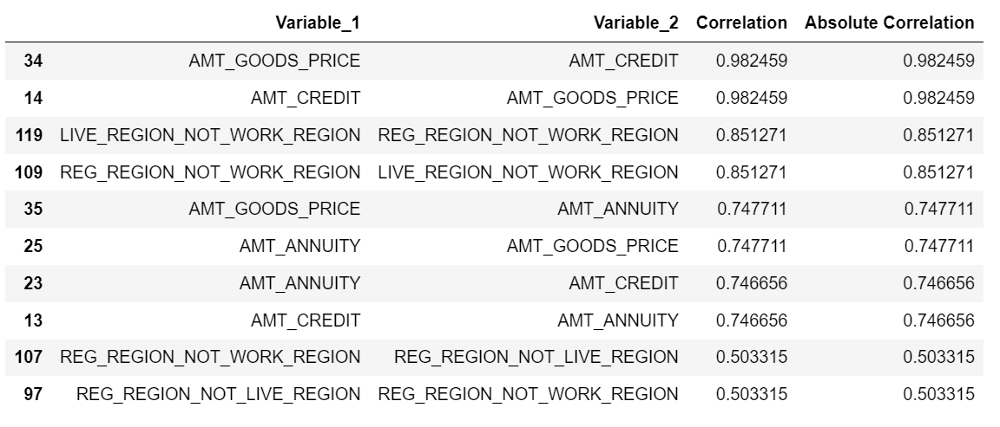 Variable_1 Variable_2 Correlation Absolute Correlation
34 AMT_GOODS_PRICE AMT_CREDIT 0.982459 0.982459
14 AMT_CREDIT AMT_GOODS_PRICE 0.982459 0.982459
119 LIVE_REGION_NOT_WORK_REGION REG_REGION_NOT_WORK_REGION 0.851271 0.851271
109 REG_REGION_NOT_WORK_REGION LIVE_REGION_NOT_WORK_REGION 0.851271 0.851271
35 AMT_GOODS_PRICE AMT_ANNUITY 0.747711 0.747711
25 AMT_ANNUITY AMT_GOODS_PRICE 0.747711 0.747711
23 AMT_ANNUITY AMT_CREDIT 0.746656 0.746656
13 AMT_CREDIT AMT_ANNUITY 0.746656 0.746656
107 REG_REGION_NOT_WORK_REGION REG_REGION_NOT_LIVE_REGION 0.503315 0.503315
97 REG_REGION_NOT_LIVE_REGION REG_REGION_NOT_WORK_REGION 0.503315 0.503315